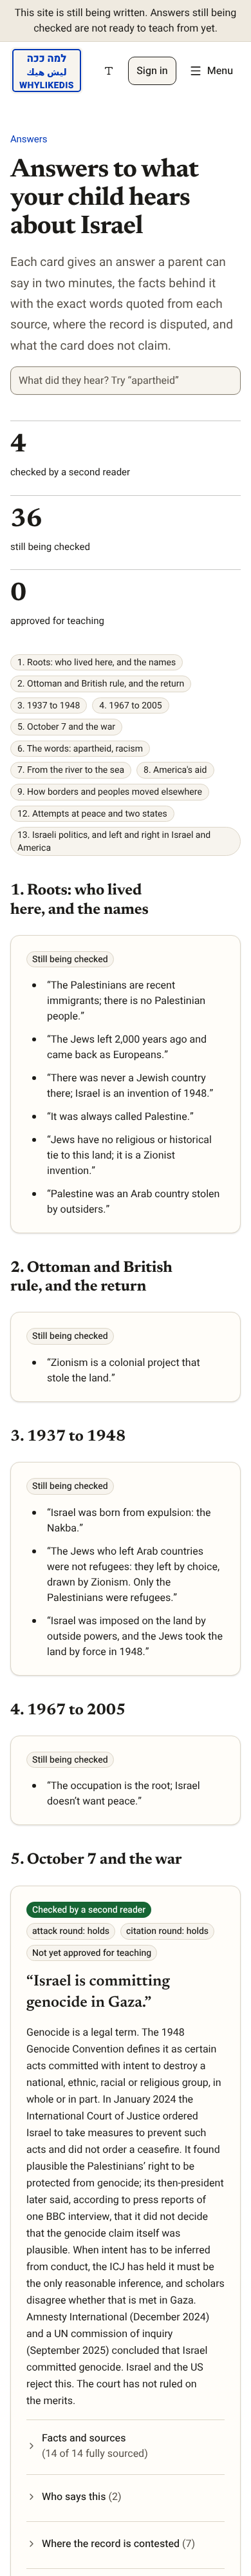 This site is still being written. Answers still being
checked are not ready to teach from yet.
למה ככה
ليش هيك
WHYLIKEDIS
T
Sign in
Menu
Answers
Answers to what
your child hears
about Israel
Each card gives an answer a parent can
say in two minutes, the facts behind it
with the exact words quoted from each
source, where the record is disputed, and
what the card does not claim.
What did they hear? Try “apartheid”
4
checked by a second reader
36
still being checked
0
approved for teaching
1. Roots: who lived here, and the names
2. Ottoman and British rule, and the return
3. 1937 to 1948
4. 1967 to 2005
5. October 7 and the war
6. The words: apartheid, racism
7. From the river to the sea
8. America's aid
9. How borders and peoples moved elsewhere
12. Attempts at peace and two states
13. Israeli politics, and left and right in Israel and
America
1. Roots: who lived
here, and the names
Still being checked
• “The Palestinians are recent
immigrants; there is no Palestinian
people.”
• “The Jews left 2,000 years ago and
came back as Europeans.”
• “There was never a Jewish country
there; Israel is an invention of 1948.”
• “It was always called Palestine.”
• “Jews have no religious or historical
tie to this land; it is a Zionist
invention.”
• “Palestine was an Arab country stolen
by outsiders.”
2. Ottoman and British
rule, and the return
Still being checked
• “Zionism is a colonial project that
stole the land.”
3. 1937 to 1948
Still being checked
• “Israel was born from expulsion: the
Nakba.”
• “The Jews who left Arab countries
were not refugees: they left by choice,
drawn by Zionism. Only the
Palestinians were refugees.”
• “Israel was imposed on the land by
outside powers, and the Jews took the
land by force in 1948.”
4. 1967 to 2005
Still being checked
• “The occupation is the root; Israel
doesn’t want peace.”
5. October 7 and the war
Checked by a second reader
attack round: holds
citation round: holds
Not yet approved for teaching
“Israel is committing
genocide in Gaza.”
Genocide is a legal term. The 1948
Genocide Convention defines it as certain
acts committed with intent to destroy a
national, ethnic, racial or religious group, in
whole or in part. In January 2024 the
International Court of Justice ordered
Israel to take measures to prevent such
acts and did not order a ceasefire. It found
plausible the Palestinians’ right to be
protected from genocide; its then-president
later said, according to press reports of
one BBC interview, that it did not decide
that the genocide claim itself was
plausible. When intent has to be inferred
from conduct, the ICJ has held it must be
the only reasonable inference, and scholars
disagree whether that is met in Gaza.
Amnesty International (December 2024)
and a UN commission of inquiry
(September 2025) concluded that Israel
committed genocide. Israel and the US
reject this. The court has not ruled on
the merits.
Facts and sources
(14 of 14 fully sourced)
Who says this (2)
Where the record is contested (7)